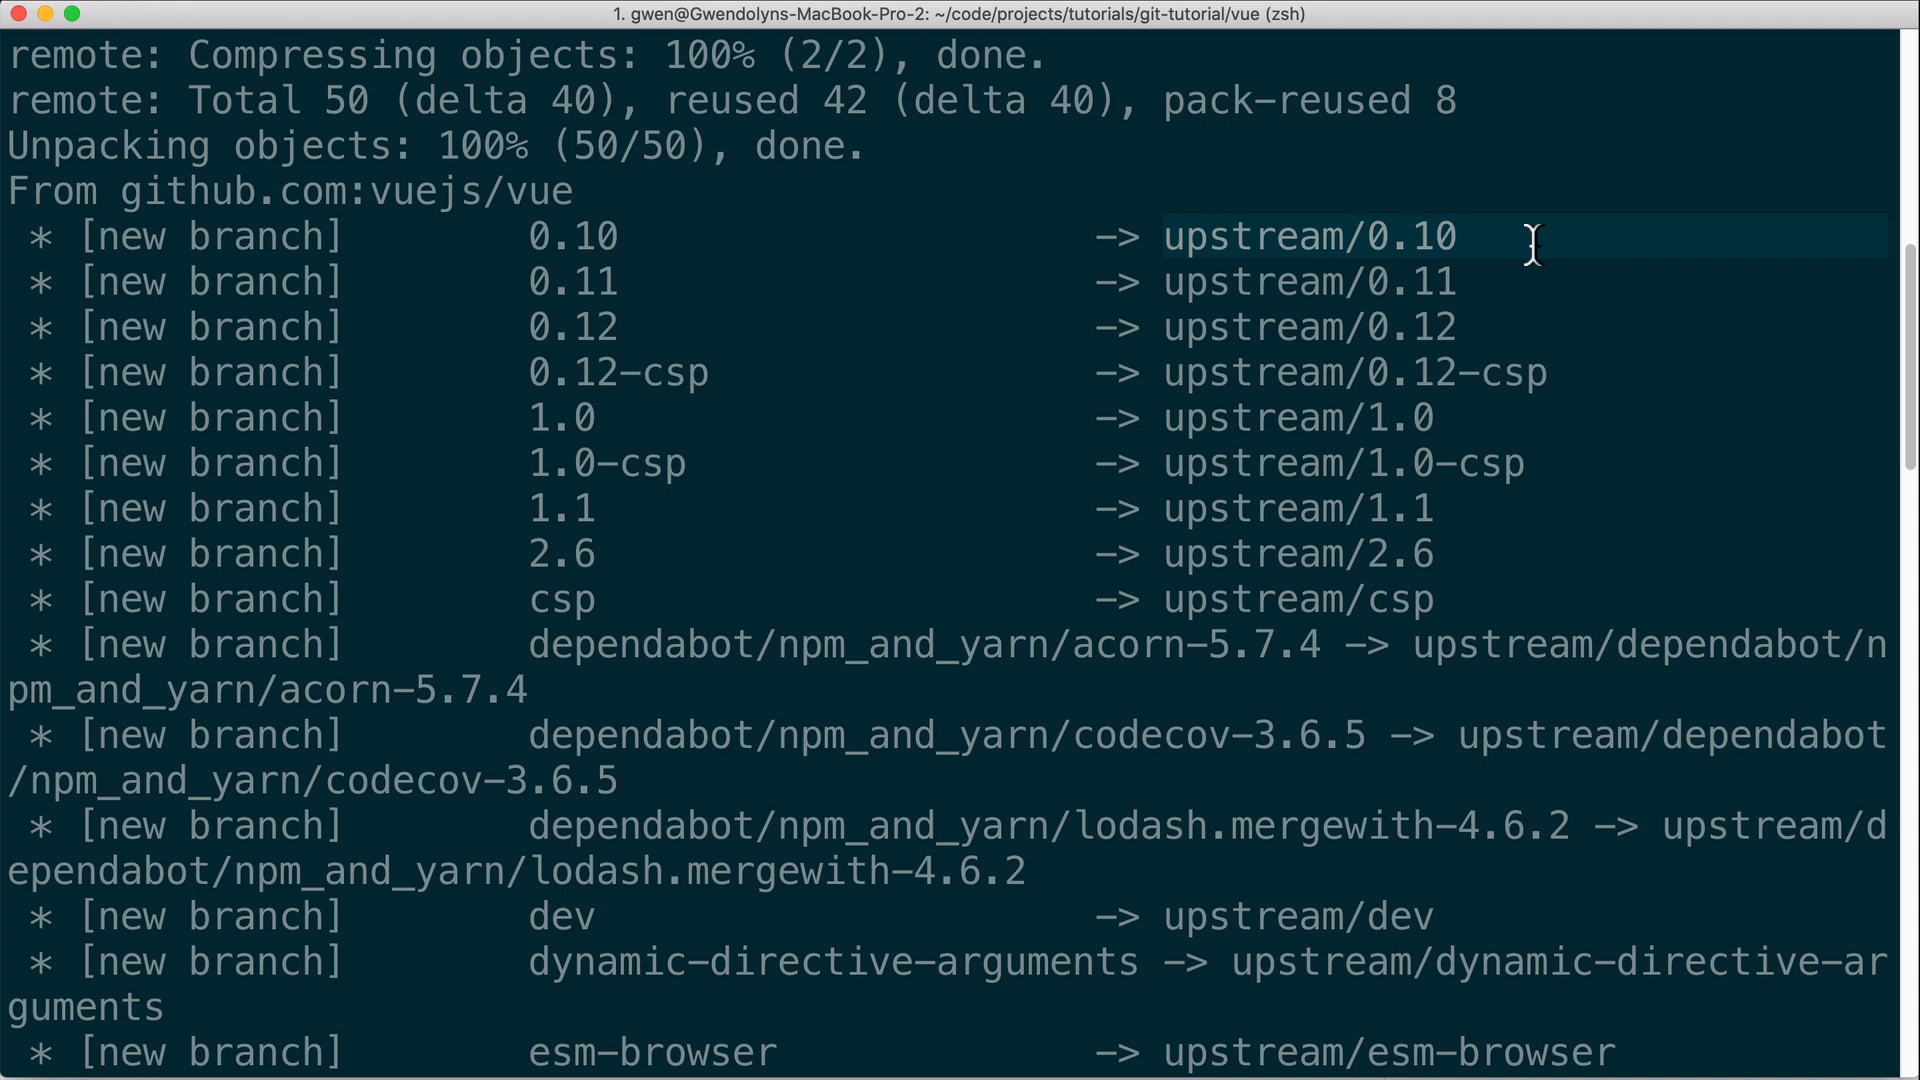 1. gwen@Gwendolyns-MacBook-Pro-2: ~/code/projects/tutorials/git-tutorial/vue (zsh)
remote: Compressing objects: 100% (2/2), done.
remote: Total 50 (delta 40), reused 42 (delta 40), pack-reused 8
Unpacking objects: 100% (50/50), done.
From github.com:vuejs/vue
 * [new branch]        0.10                     -> upstream/0.10
 * [new branch]        0.11                     -> upstream/0.11
 * [new branch]        0.12                     -> upstream/0.12
 * [new branch]        0.12-csp                 -> upstream/0.12-csp
 * [new branch]        1.0                      -> upstream/1.0
 * [new branch]        1.0-csp                  -> upstream/1.0-csp
 * [new branch]        1.1                      -> upstream/1.1
 * [new branch]        2.6                      -> upstream/2.6
 * [new branch]        csp                      -> upstream/csp
 * [new branch]        dependabot/npm_and_yarn/acorn-5.7.4 -> upstream/dependabot/n
pm_and_yarn/acorn-5.7.4
 * [new branch]        dependabot/npm_and_yarn/codecov-3.6.5 -> upstream/dependabot
/npm_and_yarn/codecov-3.6.5
 * [new branch]        dependabot/npm_and_yarn/lodash.mergewith-4.6.2 -> upstream/d
ependabot/npm_and_yarn/lodash.mergewith-4.6.2
 * [new branch]        dev                      -> upstream/dev
 * [new branch]        dynamic-directive-arguments -> upstream/dynamic-directive-ar
guments
 * [new branch]        esm-browser              -> upstream/esm-browser